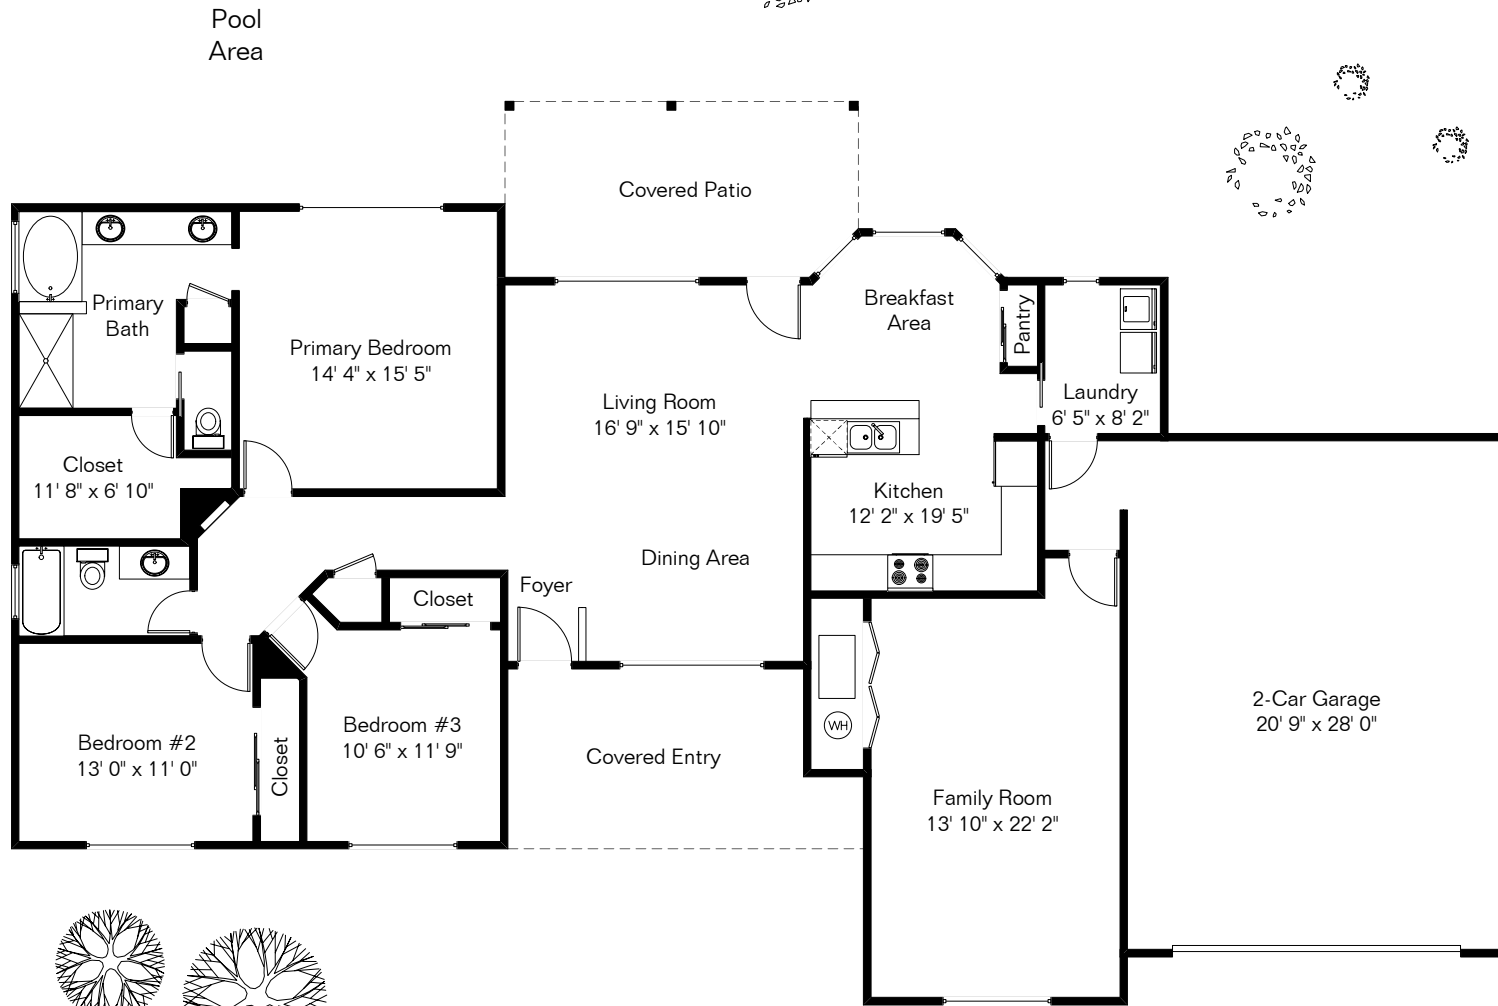 Pool
Area
Covered Patio
Primary
Bath
Breakfast
Area
Pantry
Primary Bedroom
14' 4" x 15' 5"
Living Room
16' 9" x 15' 10"
Laundry
6' 5" x 8' 2"
Closet
11' 8" x 6' 10"
Kitchen
12' 2" x 19' 5"
Dining Area
Foyer
Closet
Bedroom #2
13' 0" x 11' 0"
Closet
Bedroom #3
10' 6" x 11' 9"
Covered Entry
WH
2-Car Garage
20' 9" x 28' 0"
Family Room
13' 10" x 22' 2"